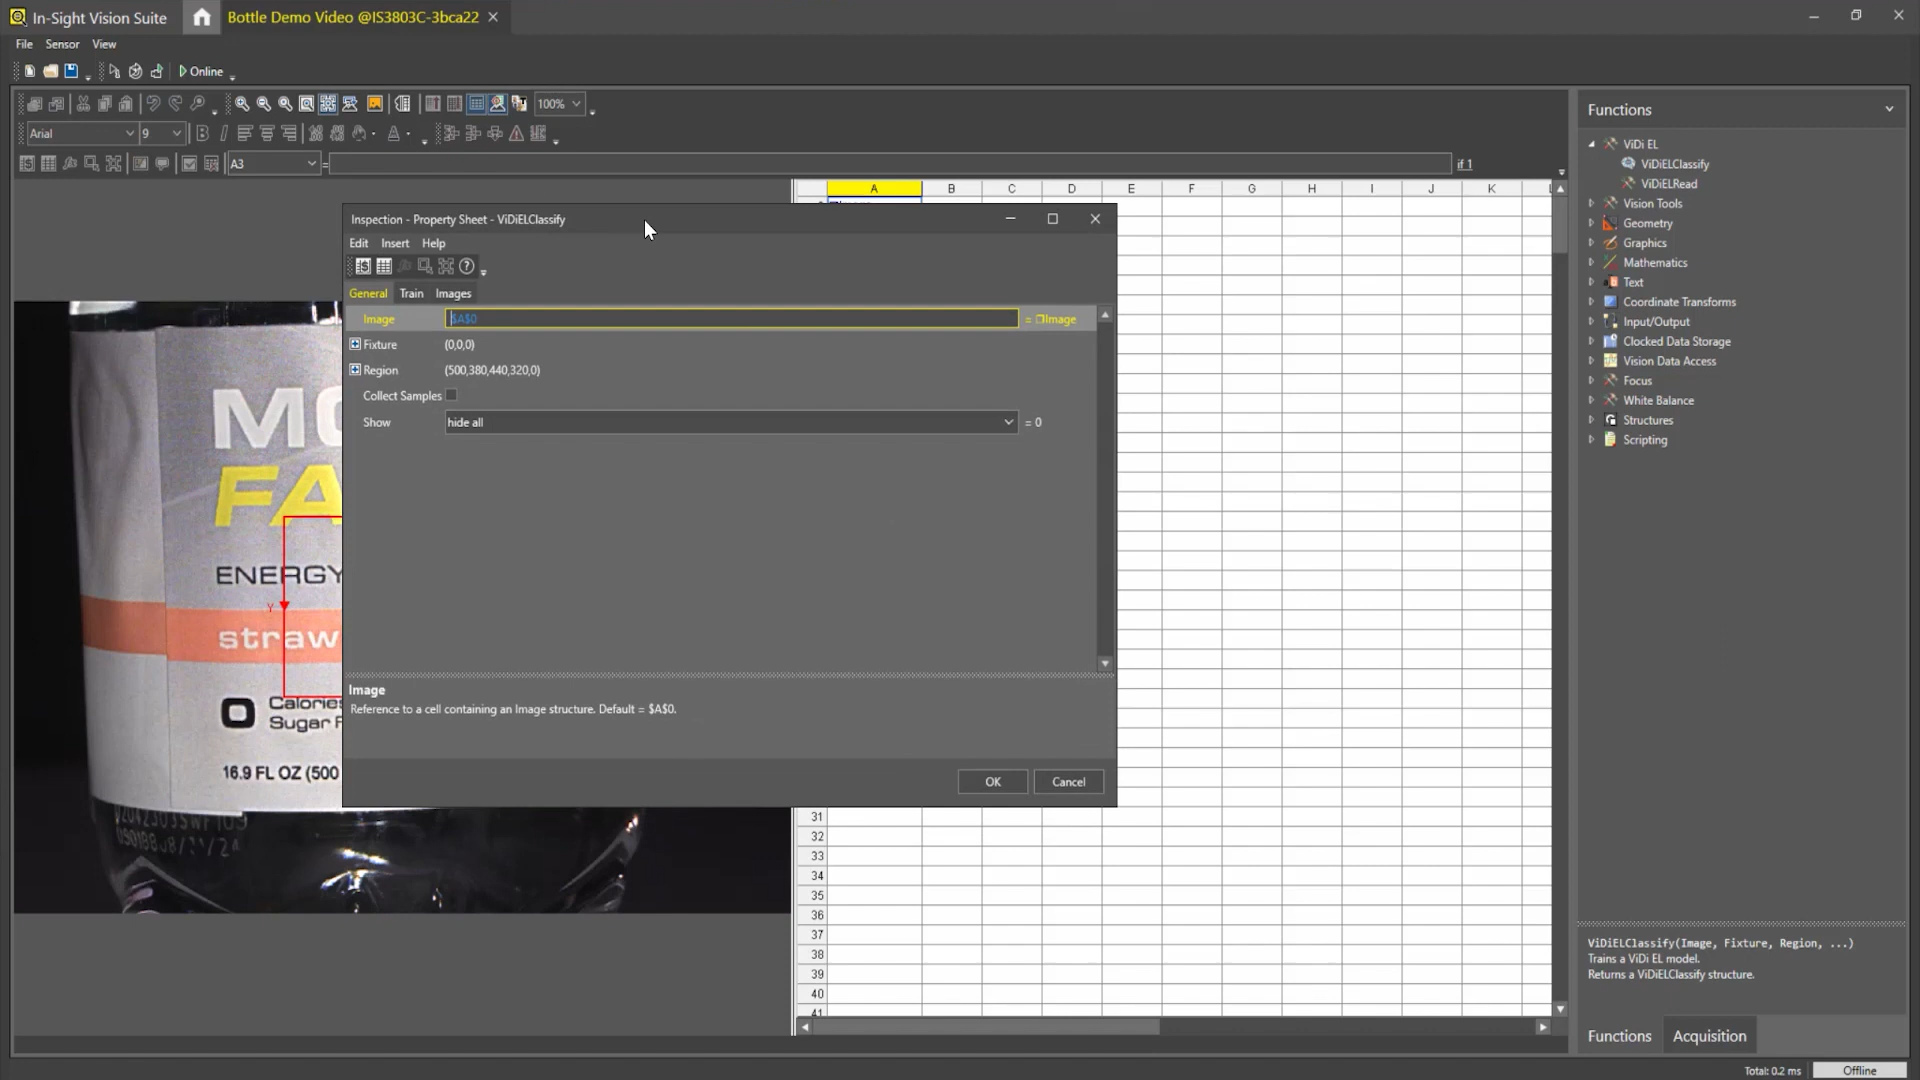 In-Sight Vision Suite
Bottle Demo Video @IS3803C-3bca22
File Sensor View
Online
100%
Arial 9
A3 = if 1
A B C D E F G H I J K
Inspection - Property Sheet - ViDiELClassify
Edit Insert Help
General Train Images
Image $A$0 = Image
Fixture (0,0,0)
Region (500,380,440,320,0)
Collect Samples
Show hide all = 0
Image
Reference to a cell containing an Image structure. Default = $A$0.
OK Cancel
ENERGY
Y
straw
Calories
Sugar F
16.9 FL OZ (500
31
32
33
34
35
36
37
38
39
40
41
Functions
ViDi EL
ViDiELClassify
ViDiELRead
Vision Tools
Geometry
Graphics
Mathematics
Text
Coordinate Transforms
Input/Output
Clocked Data Storage
Vision Data Access
Focus
White Balance
Structures
Scripting
ViDiELClassify(Image, Fixture, Region, ...)
Trains a ViDi EL model.
Returns a ViDiELClassify structure.
Functions Acquisition
Total: 0.2 ms Offline